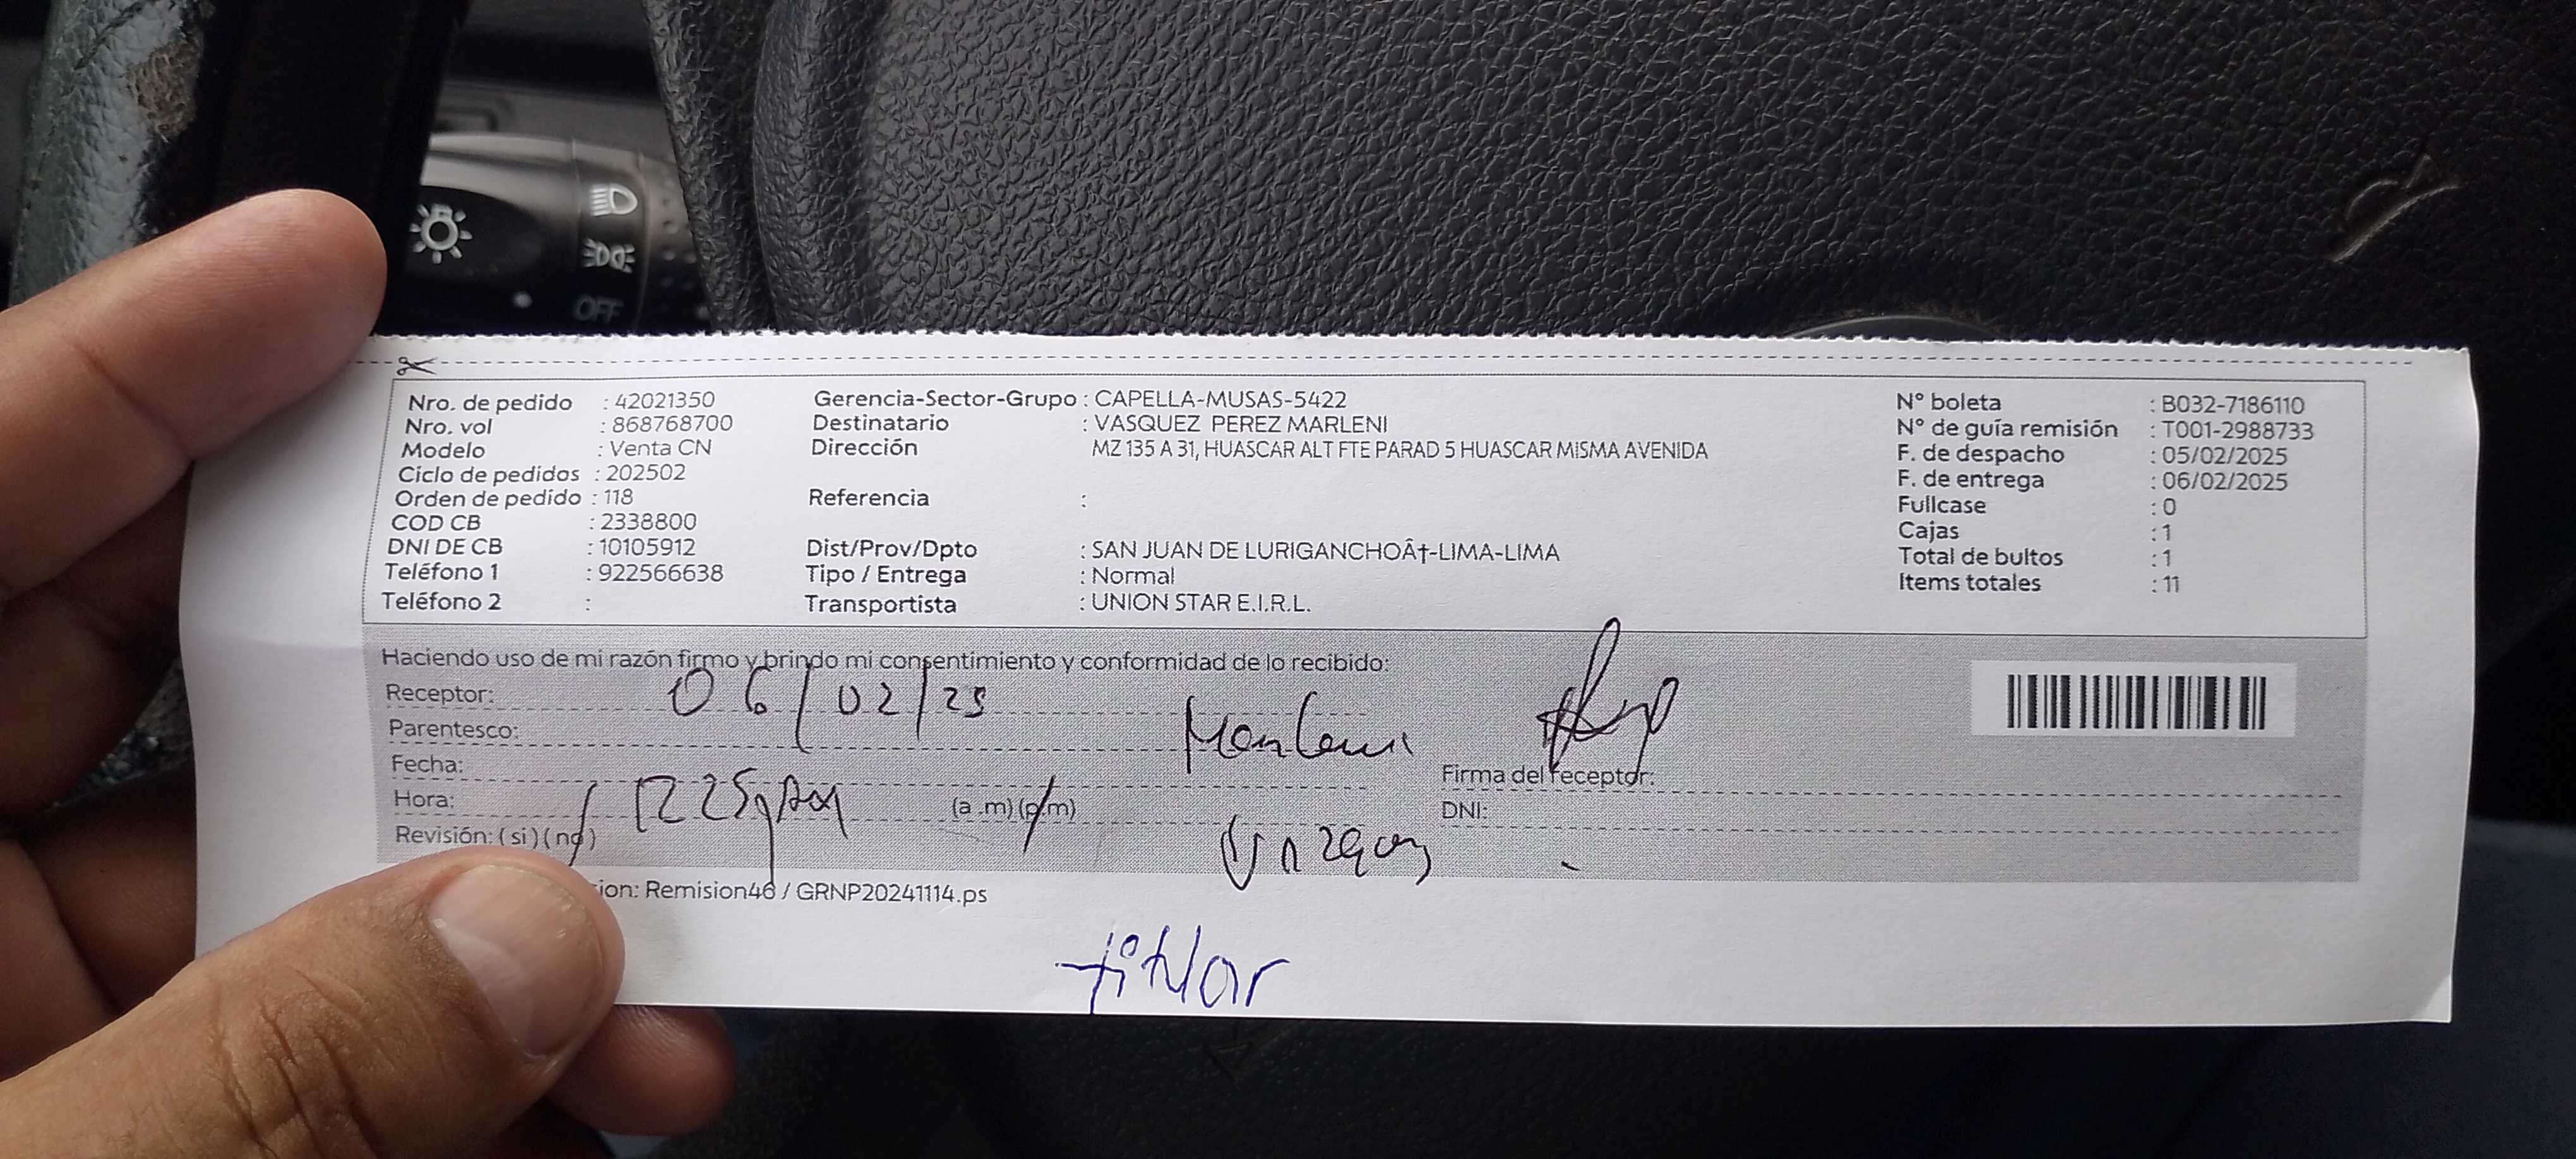 OFF
Nro. de pedido : 42021350
Nro. vol : 868768700
Modelo : Venta CN
Ciclo de pedidos : 202502
Orden de pedido : 118
COD CB : 2338800
DNI DE CB : 10105912
Teléfono 1 : 922566638
Teléfono 2 :
Gerencia-Sector-Grupo : CAPELLA-MUSAS-5422
Destinatario : VASQUEZ PEREZ MARLENI
Dirección MZ 135 A 31, HUASCAR ALT FTE PARAD 5 HUASCAR MISMA AVENIDA
Referencia :
Dist/Prov/Dpto : SAN JUAN DE LURIGANCHOÂ†-LIMA-LIMA
Tipo / Entrega : Normal
Transportista : UNION STAR E.I.R.L.
N° boleta : B032-7186110
N° de guía remisión : T001-2988733
F. de despacho : 05/02/2025
F. de entrega : 06/02/2025
Fullcase : 0
Cajas : 1
Total de bultos : 1
Items totales : 11
Haciendo uso de mi razón firmo y brindo mi consentimiento y conformidad de lo recibido:
Receptor: 06/02/25
Parentesco: Marleni
Fecha:
Hora: (a .m) (p.m)
Revisión: ( si ) ( no )
Firma del receptor:
DNI:
ion: Remision46 / GRNP20241114.ps
titular